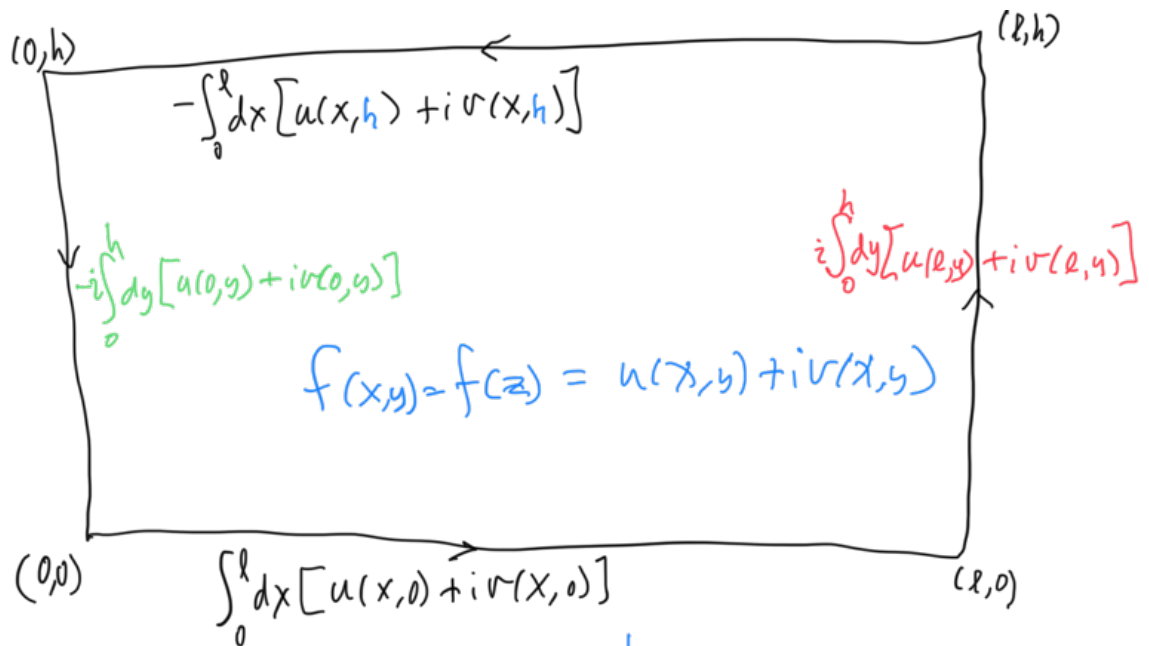 (0,h)
(ℓ,h)
-∫₀^ℓ dx[u(x,h) + i v(x,h)]
i∫₀^h dy[u(ℓ,y) + i v(ℓ,y)]
-i∫₀^h dy[u(0,y) + i v(0,y)]
f(x,y) = f(z) = u(x,y) + i v(x,y)
(0,0)
∫₀^ℓ dx[u(x,0) + i v(x,0)]
(ℓ,0)